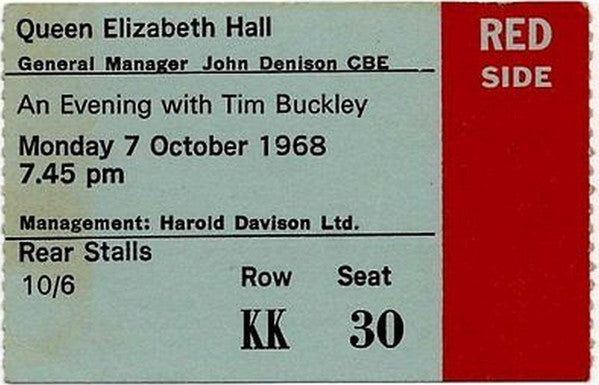 Queen Elizabeth Hall
General Manager John Denison CBE
An Evening with Tim Buckley
Monday 7 October 1968
7.45 pm
Management: Harold Davison Ltd.
Rear Stalls
10/6
Row Seat
KK 30
RED
SIDE